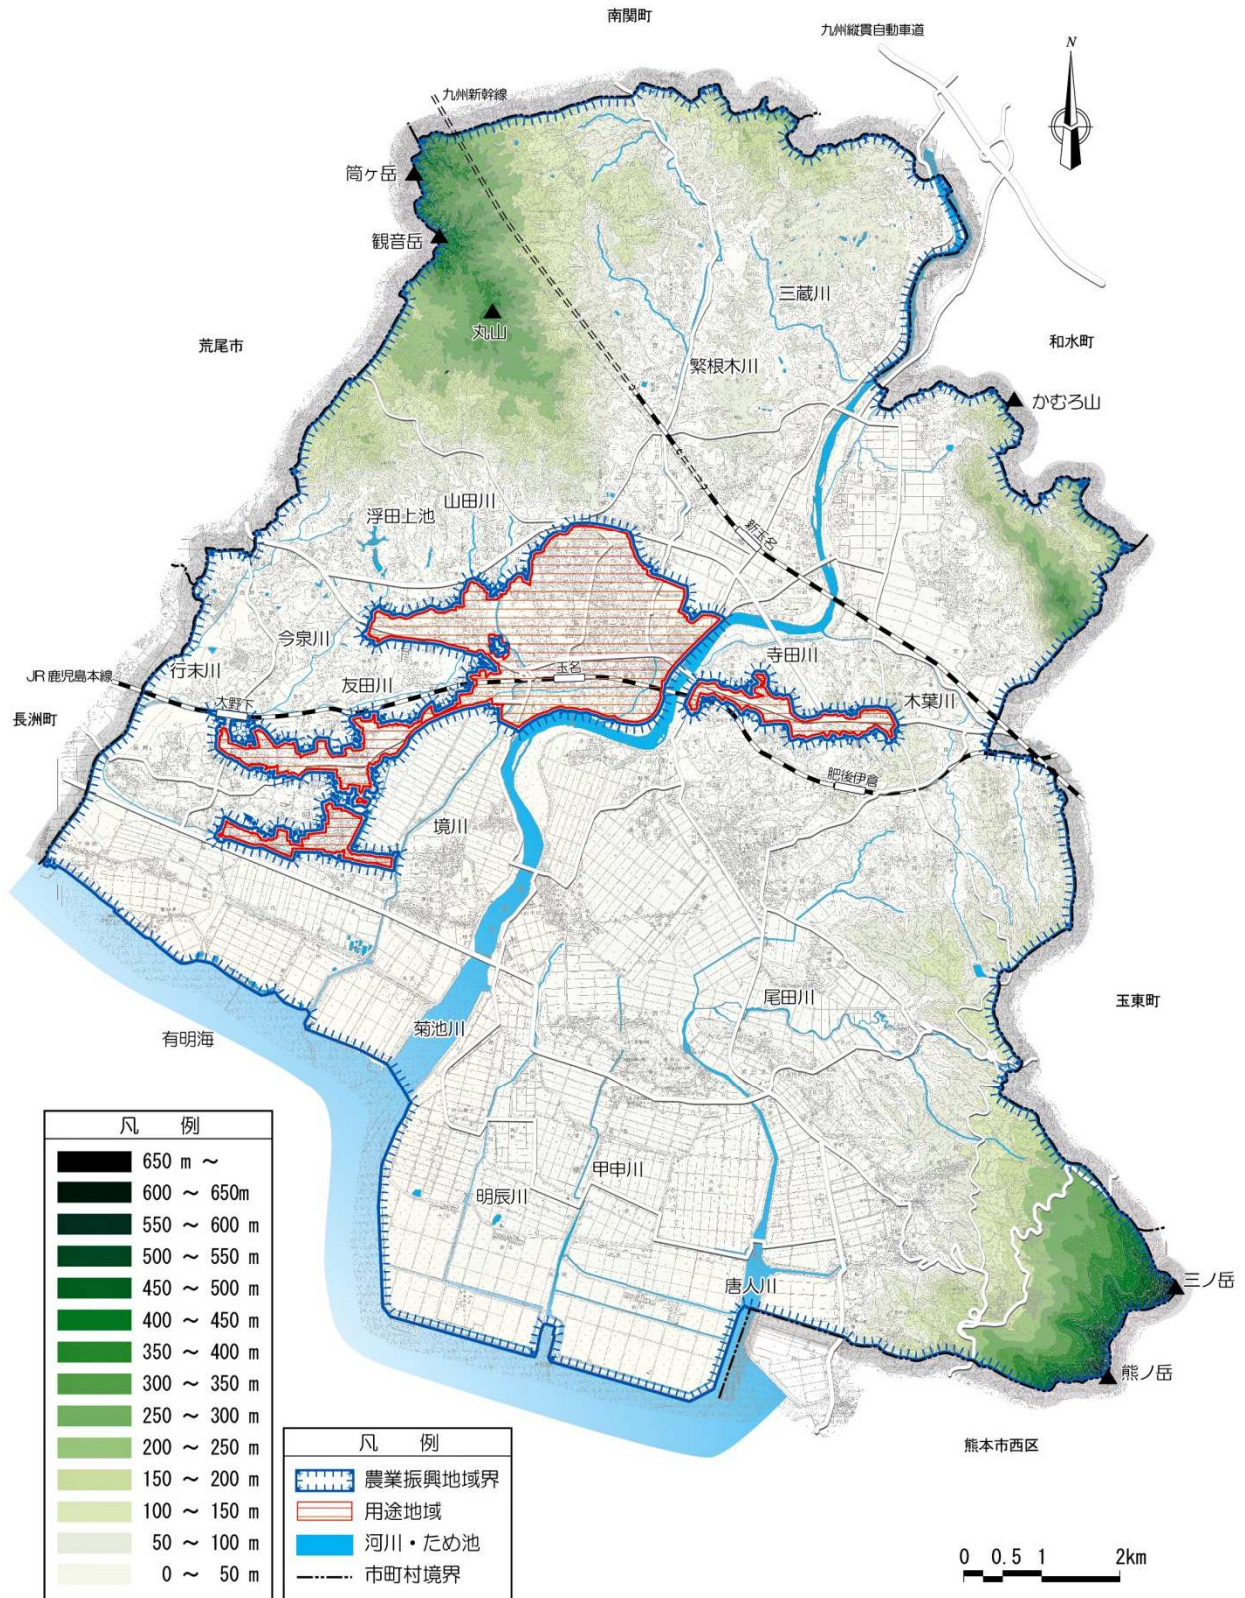 南関町
九州縦貫自動車道
N
九州新幹線
筒ヶ岳
観音岳
三蔵川
丸山
荒尾市
和水町
繁根木川
かむろ山
山田川
浮田上池
新玉名
今泉川
寺田川
行末川
玉名
友田川
JR鹿児島本線
大野下
木葉川
長洲町
肥後伊倉
境川
尾田川
玉東町
菊池川
有明海
甲申川
明辰川
唐人川
三ノ岳
熊ノ岳
熊本市西区
凡 例
650 m ～
600 ～ 650m
550 ～ 600 m
500 ～ 550 m
450 ～ 500 m
400 ～ 450 m
350 ～ 400 m
300 ～ 350 m
250 ～ 300 m
200 ～ 250 m
150 ～ 200 m
100 ～ 150 m
50 ～ 100 m
0 ～ 50 m
凡 例
農業振興地域界
用途地域
河川・ため池
市町村境界
0 0.5 1 2km